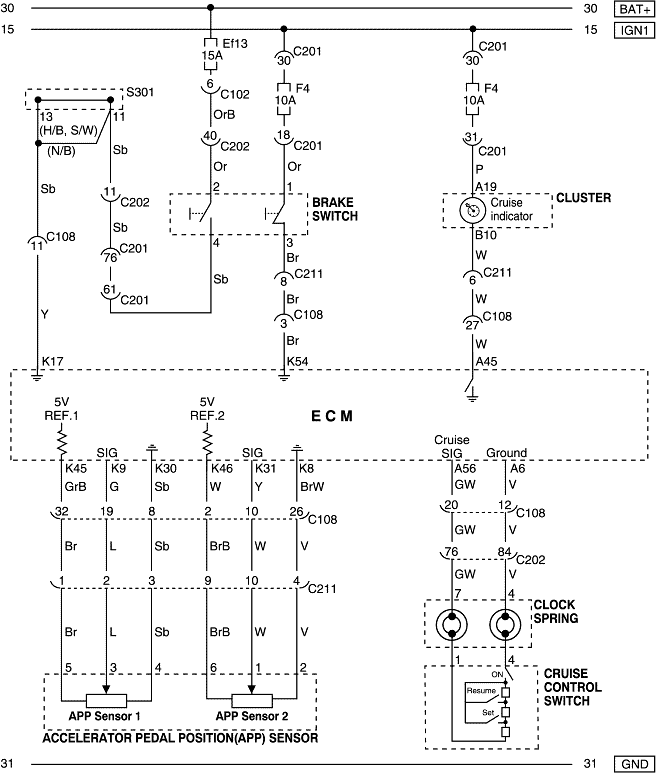 30 30 BAT+
15 15 IGN1
Ef13
15A
C201
30
C201
30
6
C102
F4
10A
F4
10A
S301
13 11
(H/B, S/W)
(N/B)
OrB
40
C202
18
C201
31
C201
Sb
Or
Or
P
Sb
11
C202
2 1
BRAKE
SWITCH
A19
CLUSTER
Cruise
indicator
Sb
4 3
B10
11
C108
76
C201
Br
W
61
C201
Sb
8
C211
6
C211
Br
W
Y
3
C108
27
C108
Br
W
K17
K54
A45
5V
REF.1
5V
REF.2
ECM
SIG
SIG
Cruise
SIG
Ground
K45 K9 K30 K46 K31 K8 A56 A6
GrB G Sb W Y BrW GW V
32 19 8 2 10 26 C108
20 12 C108
Br L Sb BrB W V
GW V
76 84 C202
1 2 3 9 10 4 C211
GW V
7 4
CLOCK
SPRING
Br L Sb BrB W V
5 3 4 6 1 2
1 4
ON
Resume
Set
CRUISE
CONTROL
SWITCH
APP Sensor 1 APP Sensor 2
ACCELERATOR PEDAL POSITION(APP) SENSOR
31 31 GND